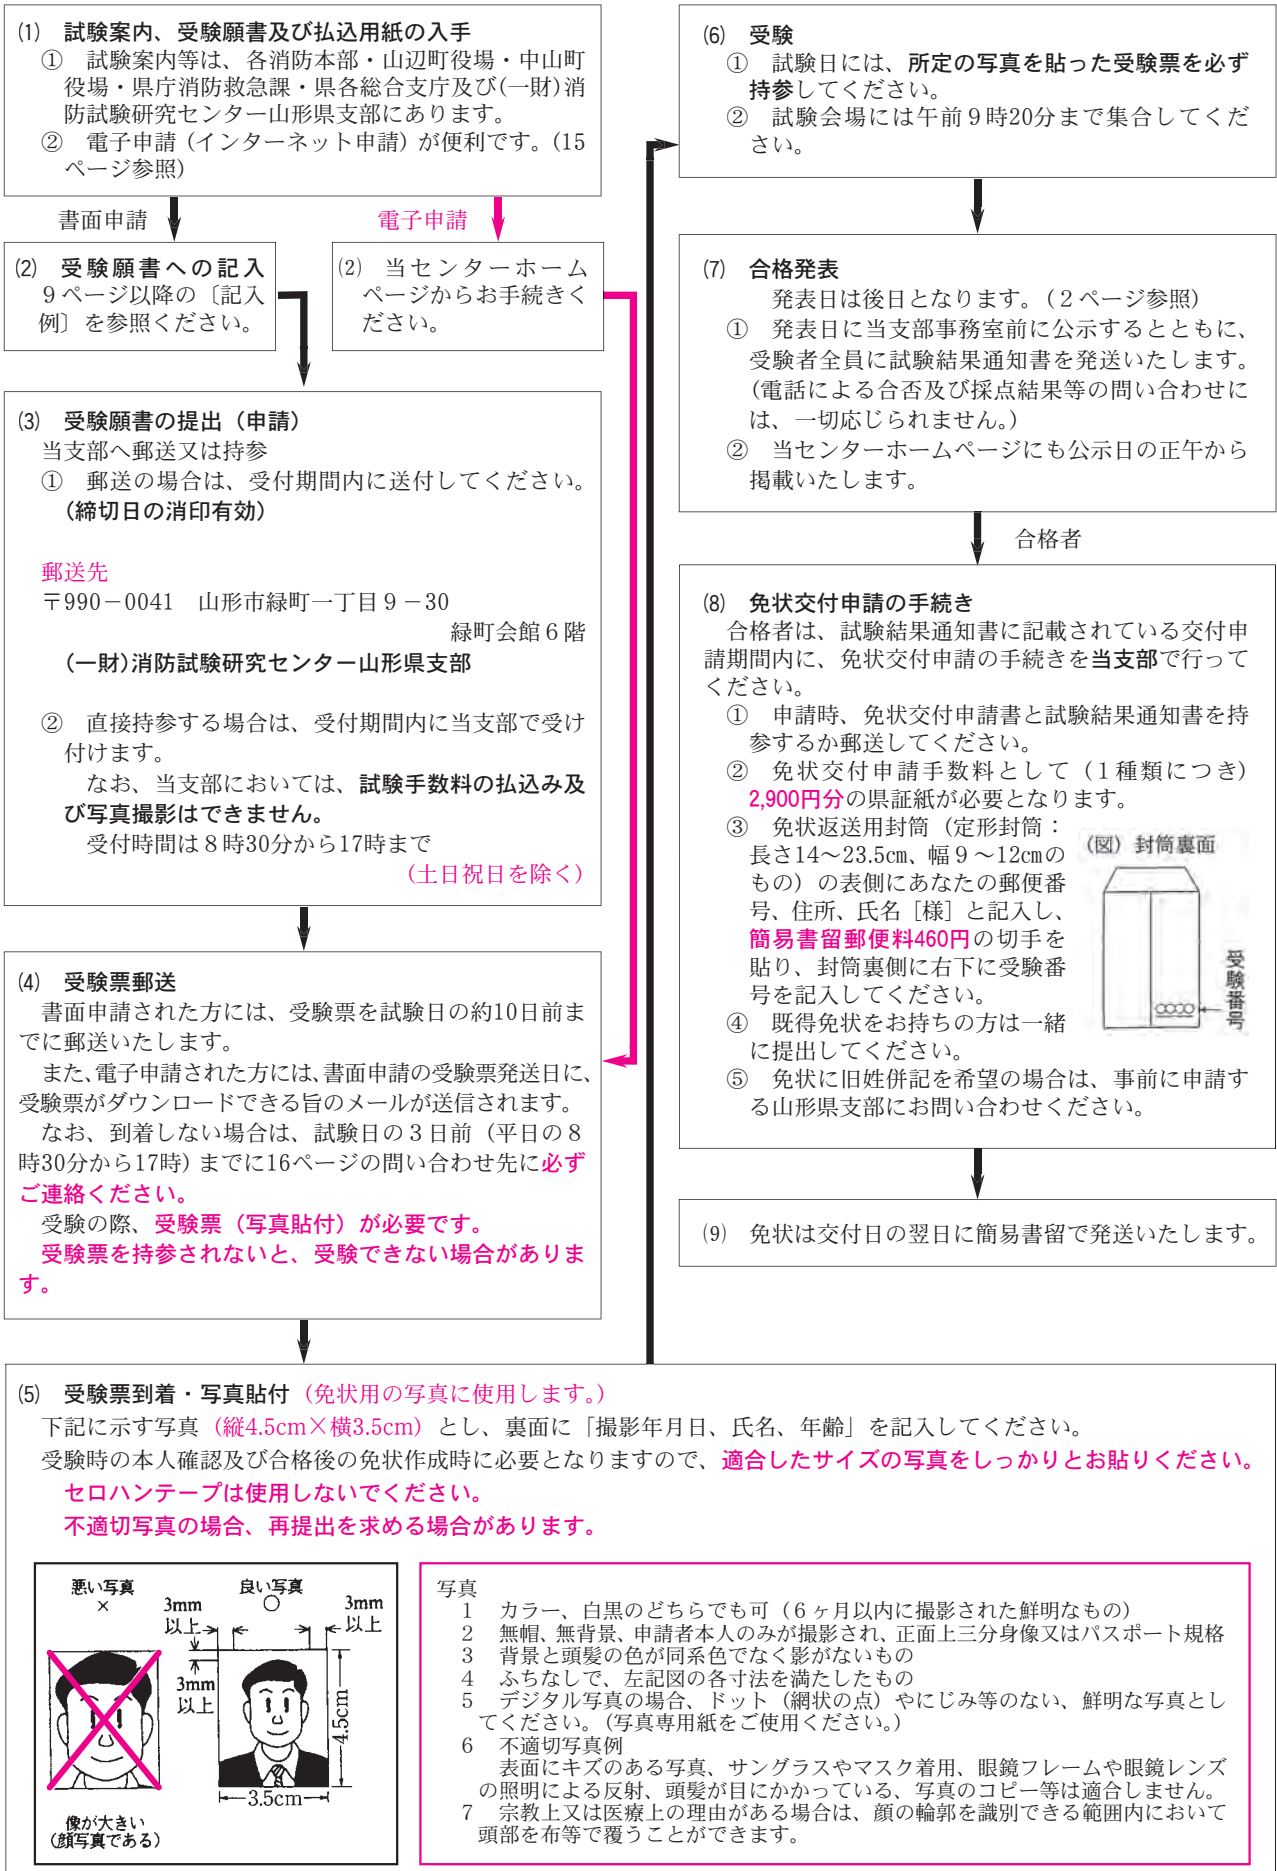 ⑴　試験案内、受験願書及び払込用紙の入手
①　試験案内等は、各消防本部・山辺町役場・中山町
役場・県庁消防救急課・県各総合支庁及び(一財)消
防試験研究センター山形県支部にあります。
②　電子申請（インターネット申請）が便利です。(15
ページ参照)
書面申請
電子申請
⑵　受験願書への記入
９ページ以降の〔記入
例〕を参照ください。
⑵　当センターホーム
ページからお手続きく
ださい。
⑶　受験願書の提出（申請）
当支部へ郵送又は持参
①　郵送の場合は、受付期間内に送付してください。
（締切日の消印有効）
郵送先
〒990－0041　山形市緑町一丁目９－30
緑町会館６階
(一財)消防試験研究センター山形県支部
②　直接持参する場合は、受付期間内に当支部で受け
付けます。
なお、当支部においては、試験手数料の払込み及
び写真撮影はできません。
受付時間は８時30分から17時まで
（土日祝日を除く）
⑷　受験票郵送
書面申請された方には、受験票を試験日の約10日前ま
でに郵送いたします。
また、電子申請された方には、書面申請の受験票発送日に、
受験票がダウンロードできる旨のメールが送信されます。
なお、到着しない場合は、試験日の３日前（平日の８
時30分から17時）までに16ページの問い合わせ先に必ず
ご連絡ください。
受験の際、受験票（写真貼付）が必要です。
受験票を持参されないと、受験できない場合がありま
す。
⑸　受験票到着・写真貼付（免状用の写真に使用します。）
下記に示す写真（縦4.5cm×横3.5cm）とし、裏面に「撮影年月日、氏名、年齢」を記入してください。
受験時の本人確認及び合格後の免状作成時に必要となりますので、適合したサイズの写真をしっかりとお貼りください。
セロハンテープは使用しないでください。
不適切写真の場合、再提出を求める場合があります。
悪い写真
×
良い写真
○
3mm
以上
3mm
以上
3mm
以上
4.5cm
3.5cm
像が大きい
（顔写真である）
写真
1　カラー、白黒のどちらでも可（６ヶ月以内に撮影された鮮明なもの）
2　無帽、無背景、申請者本人のみが撮影され、正面上三分身像又はパスポート規格
3　背景と頭髪の色が同系色でなく影がないもの
4　ふちなしで、左記図の各寸法を満たしたもの
5　デジタル写真の場合、ドット（網状の点）やにじみ等のない、鮮明な写真とし
てください。（写真専用紙をご使用ください。）
6　不適切写真例
表面にキズのある写真、サングラスやマスク着用、眼鏡フレームや眼鏡レンズ
の照明による反射、頭髪が目にかかっている、写真のコピー等は適合しません。
7　宗教上又は医療上の理由がある場合は、顔の輪郭を識別できる範囲内において
頭部を布等で覆うことができます。
⑹　受験
①　試験日には、所定の写真を貼った受験票を必ず
持参してください。
②　試験会場には午前９時20分まで集合してくだ
さい。
⑺　合格発表
発表日は後日となります。（２ページ参照）
①　発表日に当支部事務室前に公示するとともに、
受験者全員に試験結果通知書を発送いたします。
（電話による合否及び採点結果等の問い合わせに
は、一切応じられません。）
②　当センターホームページにも公示日の正午から
掲載いたします。
合格者
⑻　免状交付申請の手続き
合格者は、試験結果通知書に記載されている交付申
請期間内に、免状交付申請の手続きを当支部で行って
ください。
①　申請時、免状交付申請書と試験結果通知書を持
参するか郵送してください。
②　免状交付申請手数料として（１種類につき）
2,900円分の県証紙が必要となります。
③　免状返送用封筒（定形封筒：
長さ14～23.5㎝、幅９～12㎝の
もの）の表側にあなたの郵便番
号、住所、氏名［様］と記入し、
簡易書留郵便料460円の切手を
貼り、封筒裏側に右下に受験番
号を記入してください。
④　既得免状をお持ちの方は一緒
に提出してください。
⑤　免状に旧姓併記を希望の場合は、事前に申請す
る山形県支部にお問い合わせください。
（図）封筒裏面
○○○○
受験番号
⑼　免状は交付日の翌日に簡易書留で発送いたします。